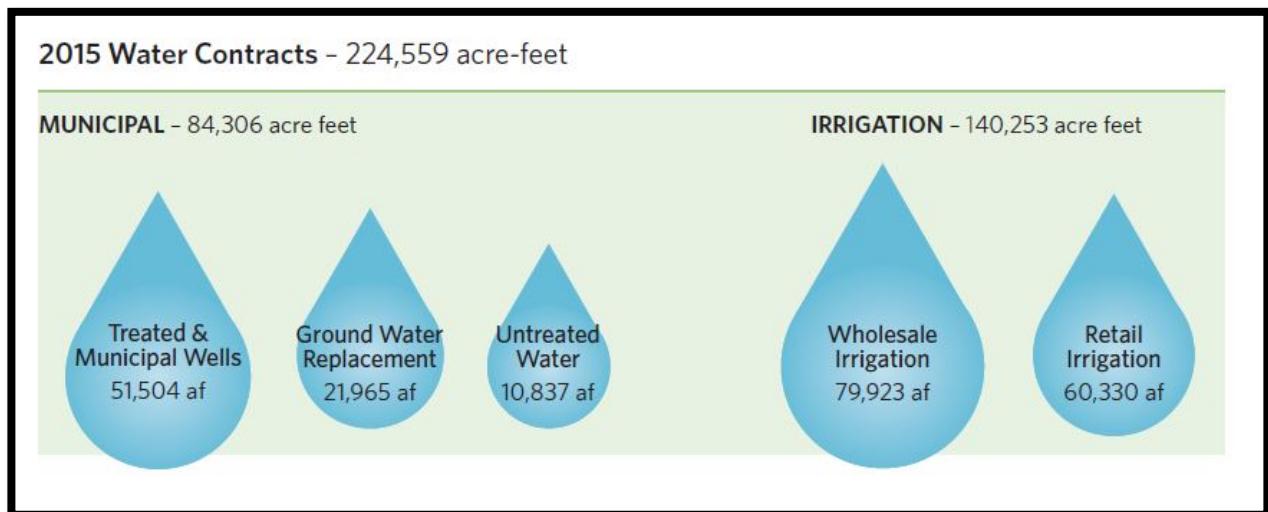 2015 Water Contracts – 224,559 acre-feet
MUNICIPAL – 84,306 acre feet
Treated &
Municipal Wells
51,504 af
Ground Water
Replacement
21,965 af
Untreated
Water
10,837 af
IRRIGATION – 140,253 acre feet
Wholesale
Irrigation
79,923 af
Retail
Irrigation
60,330 af